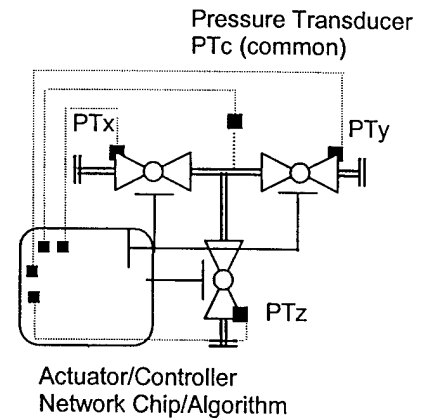 Pressure Transducer
PTc (common)
PTx
PTy
PTz
Actuator/Controller
Network Chip/Algorithm